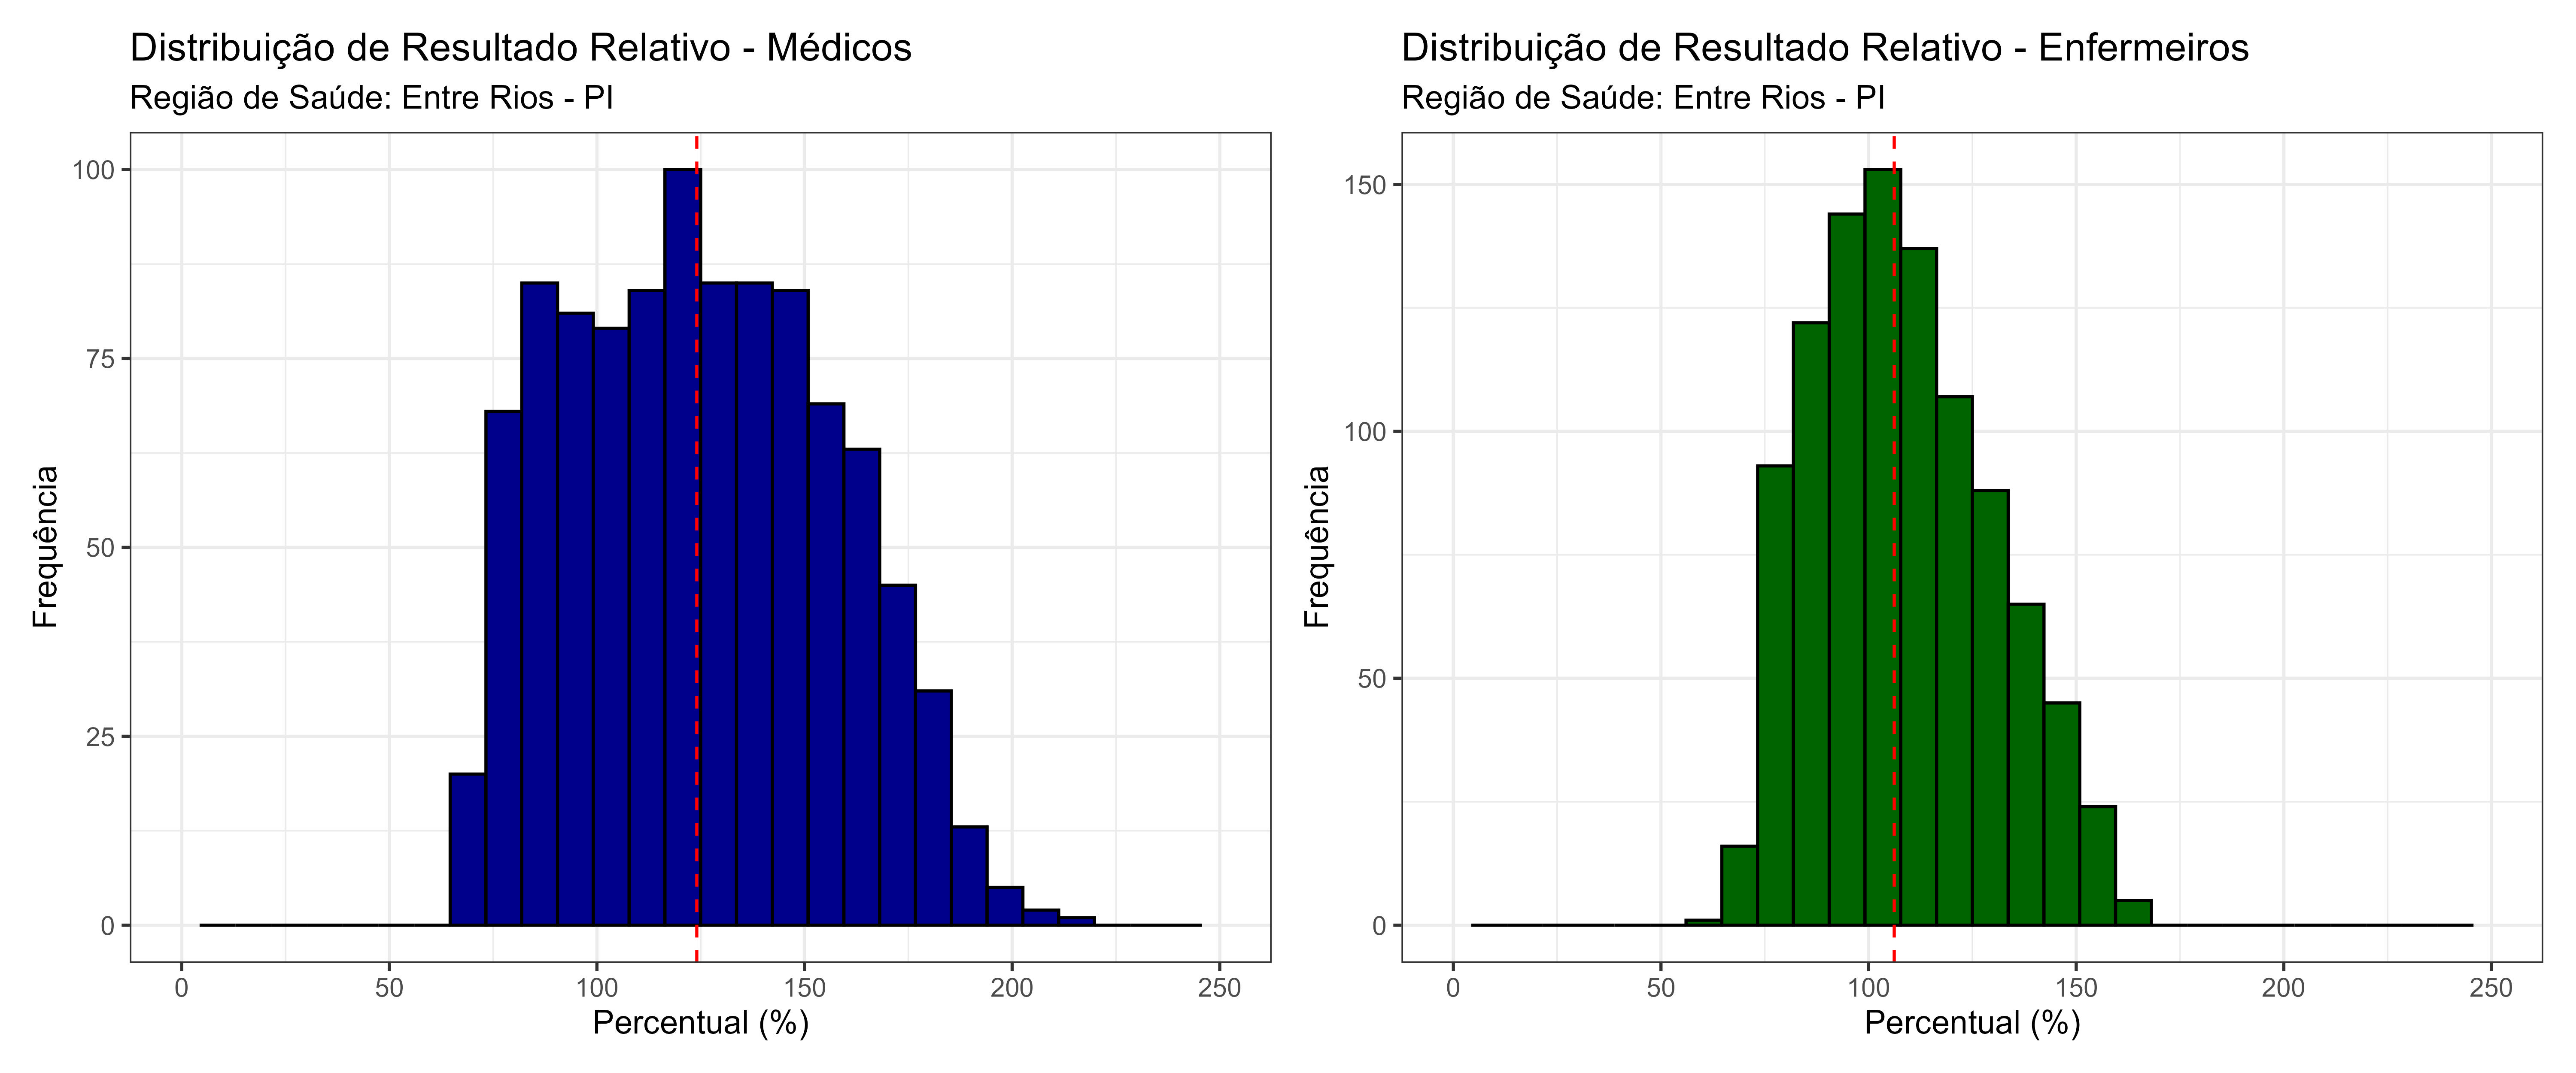 Distribuição de Resultado Relativo - Médicos
Região de Saúde: Entre Rios - PI
100
75
50
25
0
Frequência
0 50 100 150 200 250
Percentual (%)
Distribuição de Resultado Relativo - Enfermeiros
Região de Saúde: Entre Rios - PI
150
100
50
0
Frequência
0 50 100 150 200 250
Percentual (%)